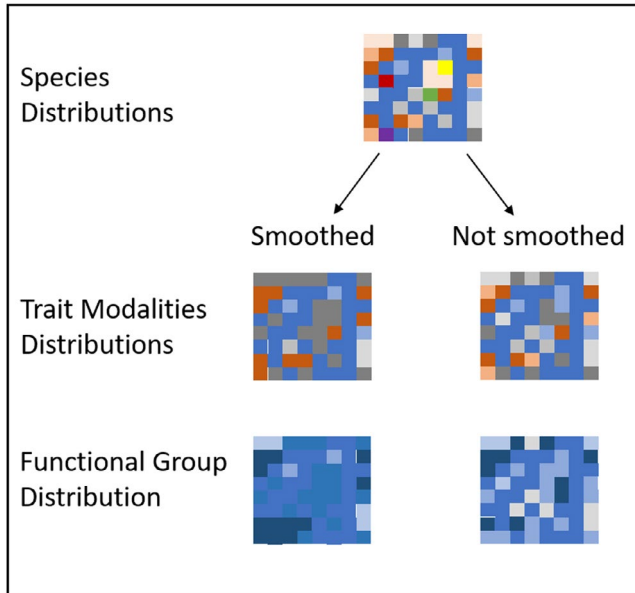 Species
Distributions
Smoothed
Not smoothed
Trait Modalities
Distributions
Functional Group
Distribution